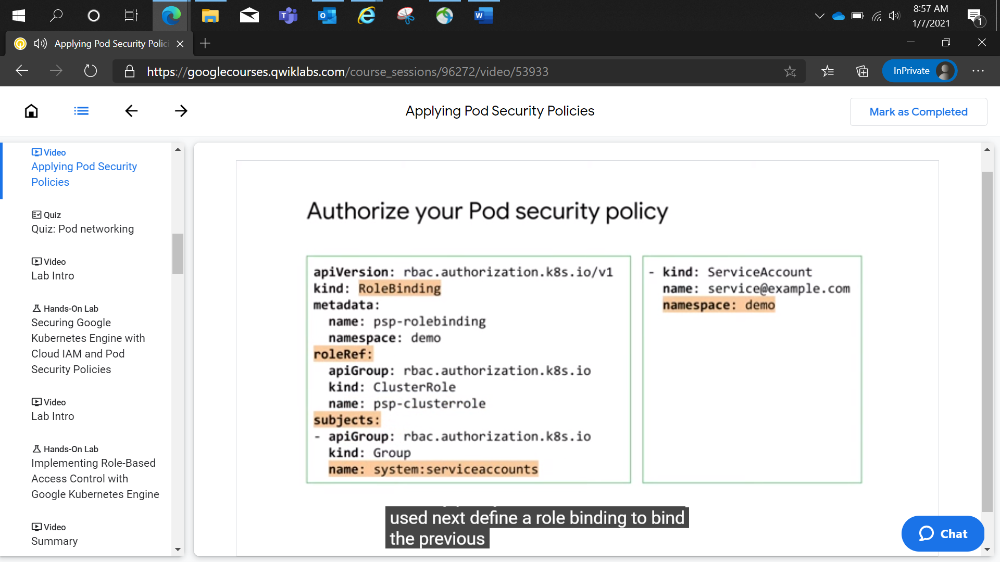 8:57 AM
1/7/2021
1
Applying Pod Security Polic
https://googlecourses.qwiklabs.com/course_sessions/96272/video/53933
InPrivate
Applying Pod Security Policies
Mark as Completed
Video
Applying Pod Security
Policies
Quiz
Quiz: Pod networking
Video
Lab Intro
Hands-On Lab
Securing Google
Kubernetes Engine with
Cloud IAM and Pod
Security Policies
Video
Lab Intro
Hands-On Lab
Implementing Role-Based
Access Control with
Google Kubernetes Engine
Video
Summary
Authorize your Pod security policy
apiVersion: rbac.authorization.k8s.io/v1
kind: RoleBinding
metadata:
  name: psp-rolebinding
  namespace: demo
roleRef:
  apiGroup: rbac.authorization.k8s.io
  kind: ClusterRole
  name: psp-clusterrole
subjects:
- apiGroup: rbac.authorization.k8s.io
  kind: Group
  name: system:serviceaccounts
- kind: ServiceAccount
  name: service@example.com
  namespace: demo
used next define a role binding to bind
the previous
Chat